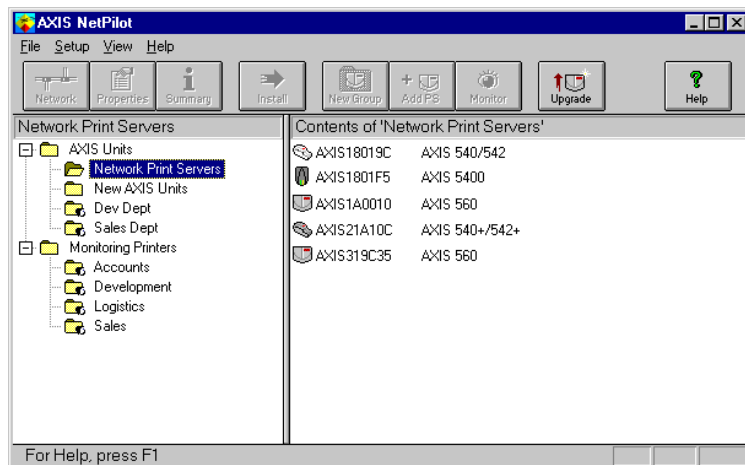 AXIS NetPilot
File Setup View Help
Network Properties Summary Install New Group Add PS Monitor Upgrade Help
Network Print Servers
Contents of 'Network Print Servers'
AXIS Units
Network Print Servers
New AXIS Units
Dev Dept
Sales Dept
Monitoring Printers
Accounts
Development
Logistics
Sales
AXIS18019C AXIS 540/542
AXIS1801F5 AXIS 5400
AXIS1A0010 AXIS 560
AXIS21A10C AXIS 540+/542+
AXIS319C35 AXIS 560
For Help, press F1